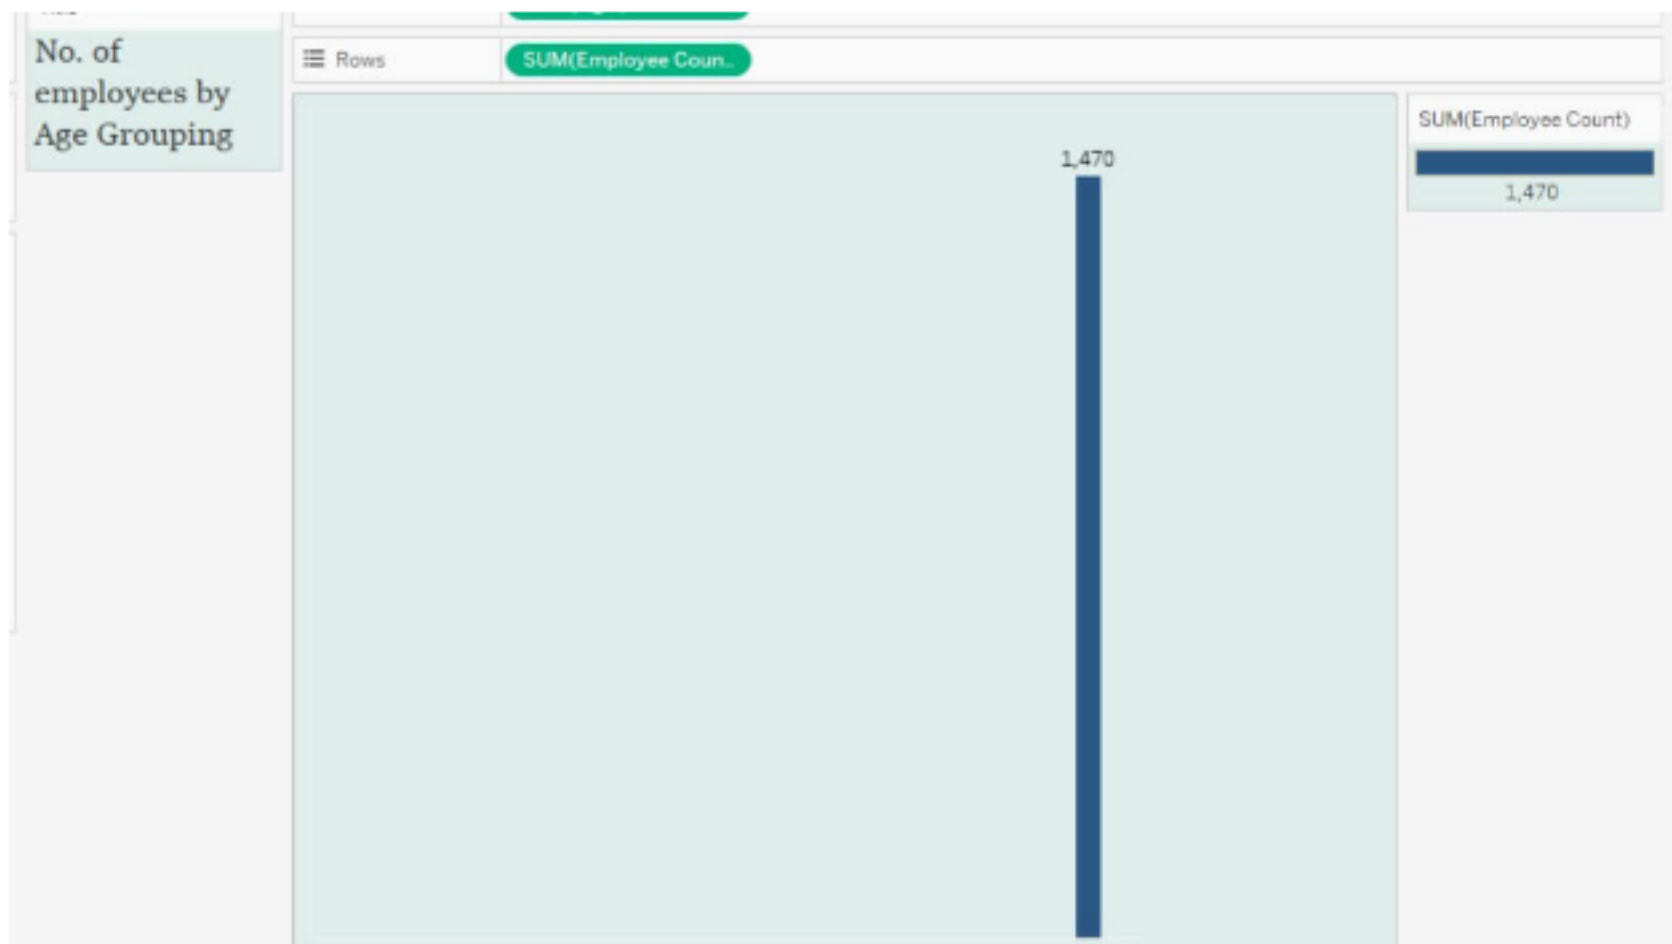 No. of
employees by
Age Grouping
Rows
SUM(Employee Coun..
1,470
SUM(Employee Count)
1,470